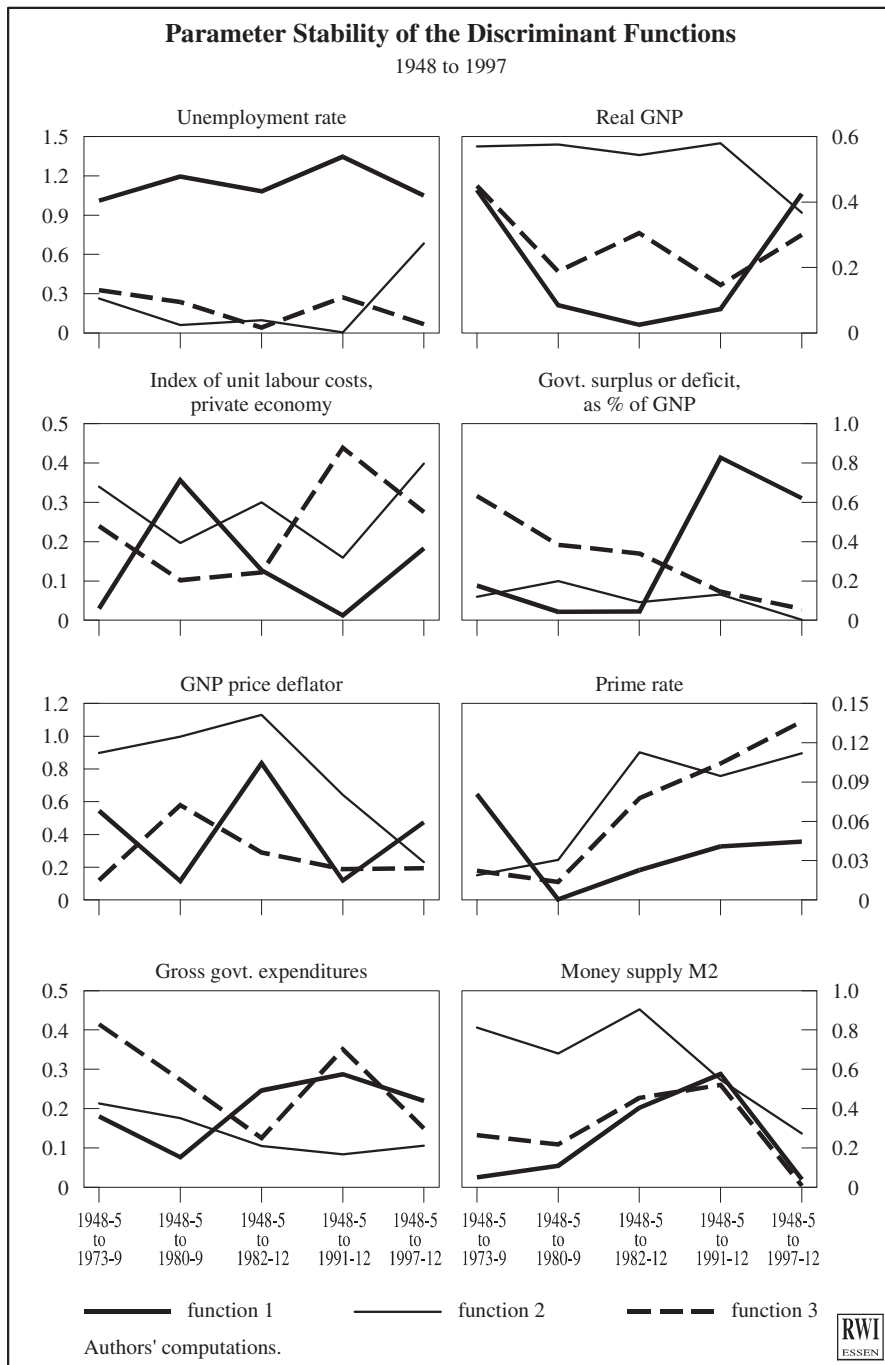 Parameter Stability of the Discriminant Functions
1948 to 1997
Unemployment rate
1.5
1.2
0.9
0.6
0.3
0
Real GNP
0.6
0.4
0.2
0
Index of unit labour costs,
private economy
0.5
0.4
0.3
0.2
0.1
0
Govt. surplus or deficit,
as % of GNP
1.0
0.8
0.6
0.4
0.2
0
GNP price deflator
1.2
1.0
0.8
0.6
0.4
0.2
0
Prime rate
0.15
0.12
0.09
0.06
0.03
0
Gross govt. expenditures
0.5
0.4
0.3
0.2
0.1
0
Money supply M2
1.0
0.8
0.6
0.4
0.2
0
1948-5 1948-5 1948-5 1948-5 1948-5 1948-5 1948-5 1948-5 1948-5 1948-5
to to to to to to to to to to
1973-9 1980-9 1982-12 1991-12 1997-12 1973-9 1980-9 1982-12 1991-12 1997-12
function 1 function 2 function 3
Authors' computations.
RWI
ESSEN